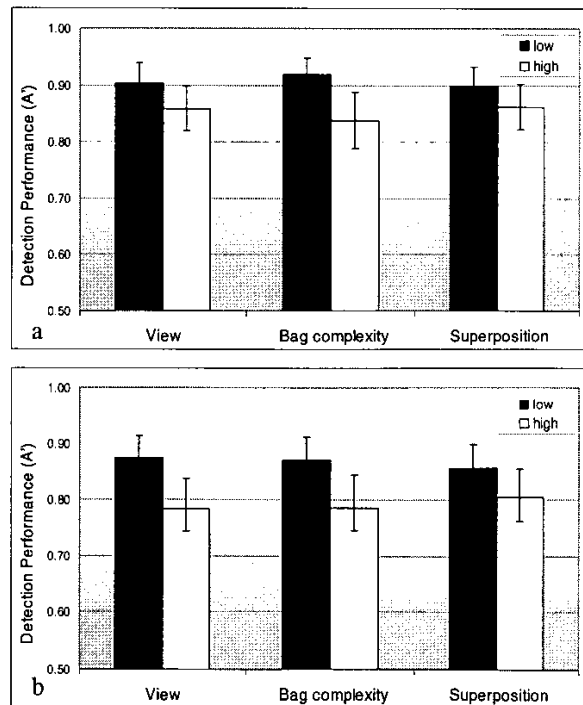 1.00
low
high
0.90
0.80
0.70
0.60
0.50
Detection Performance (A')
a
View Bag complexity Superposition
1.00
low
high
0.90
0.80
0.70
0.60
0.50
Detection Performance (A')
b
View Bag complexity Superposition